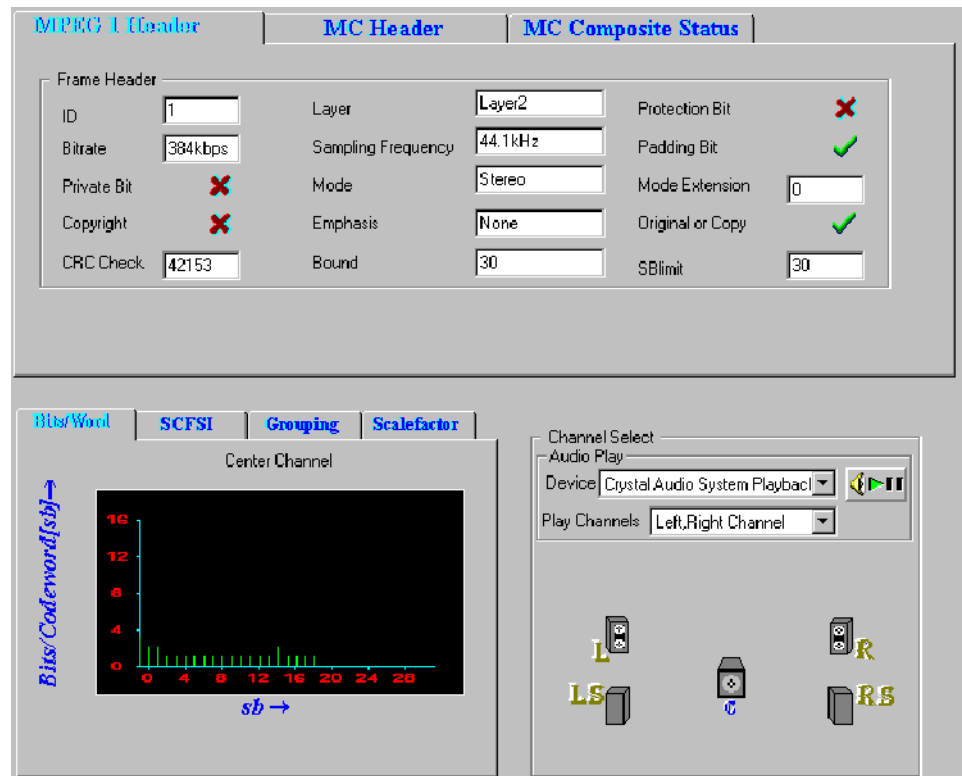 MPEG 1 Header MC Header MC Composite Status
Frame Header
ID 1 Layer Layer2 Protection Bit
Bitrate 384kbps Sampling Frequency 44.1kHz Padding Bit
Private Bit Mode Stereo Mode Extension 0
Copyright Emphasis None Original or Copy
CRC Check 42153 Bound 30 SBlimit 30
Bits/Word SCFSI Grouping Scalefactor
Center Channel
Bits/Codeword[sb]→
16
12
8
4
0
0 4 8 12 16 20 24 28
sb →
Channel Select
Audio Play
Device Crystal Audio System Playbacl
Play Channels Left,Right Channel
L R
LS C RS